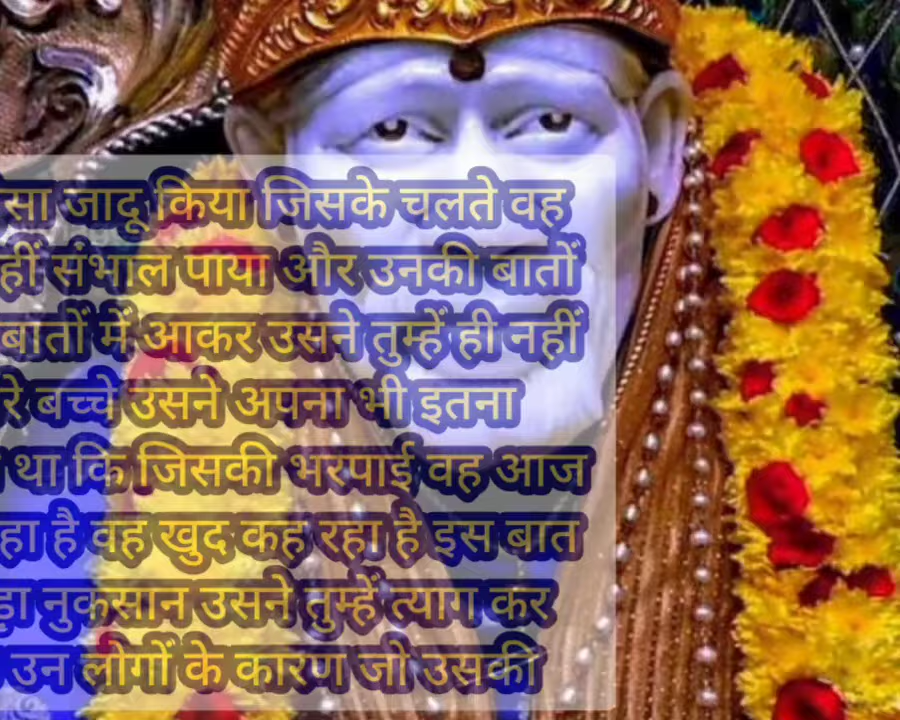 सा जादू किया जिसके चलते वह
हीं संभाल पाया और उनकी बातों
बातों में आकर उसने तुम्हें ही नहीं
रे बच्चे उसने अपना भी इतना
था कि जिसकी भरपाई वह आज
हा है वह खुद कह रहा है इस बात
ड़ा नुकसान उसने तुम्हें त्याग कर
उन लोगों के कारण जो उसकी